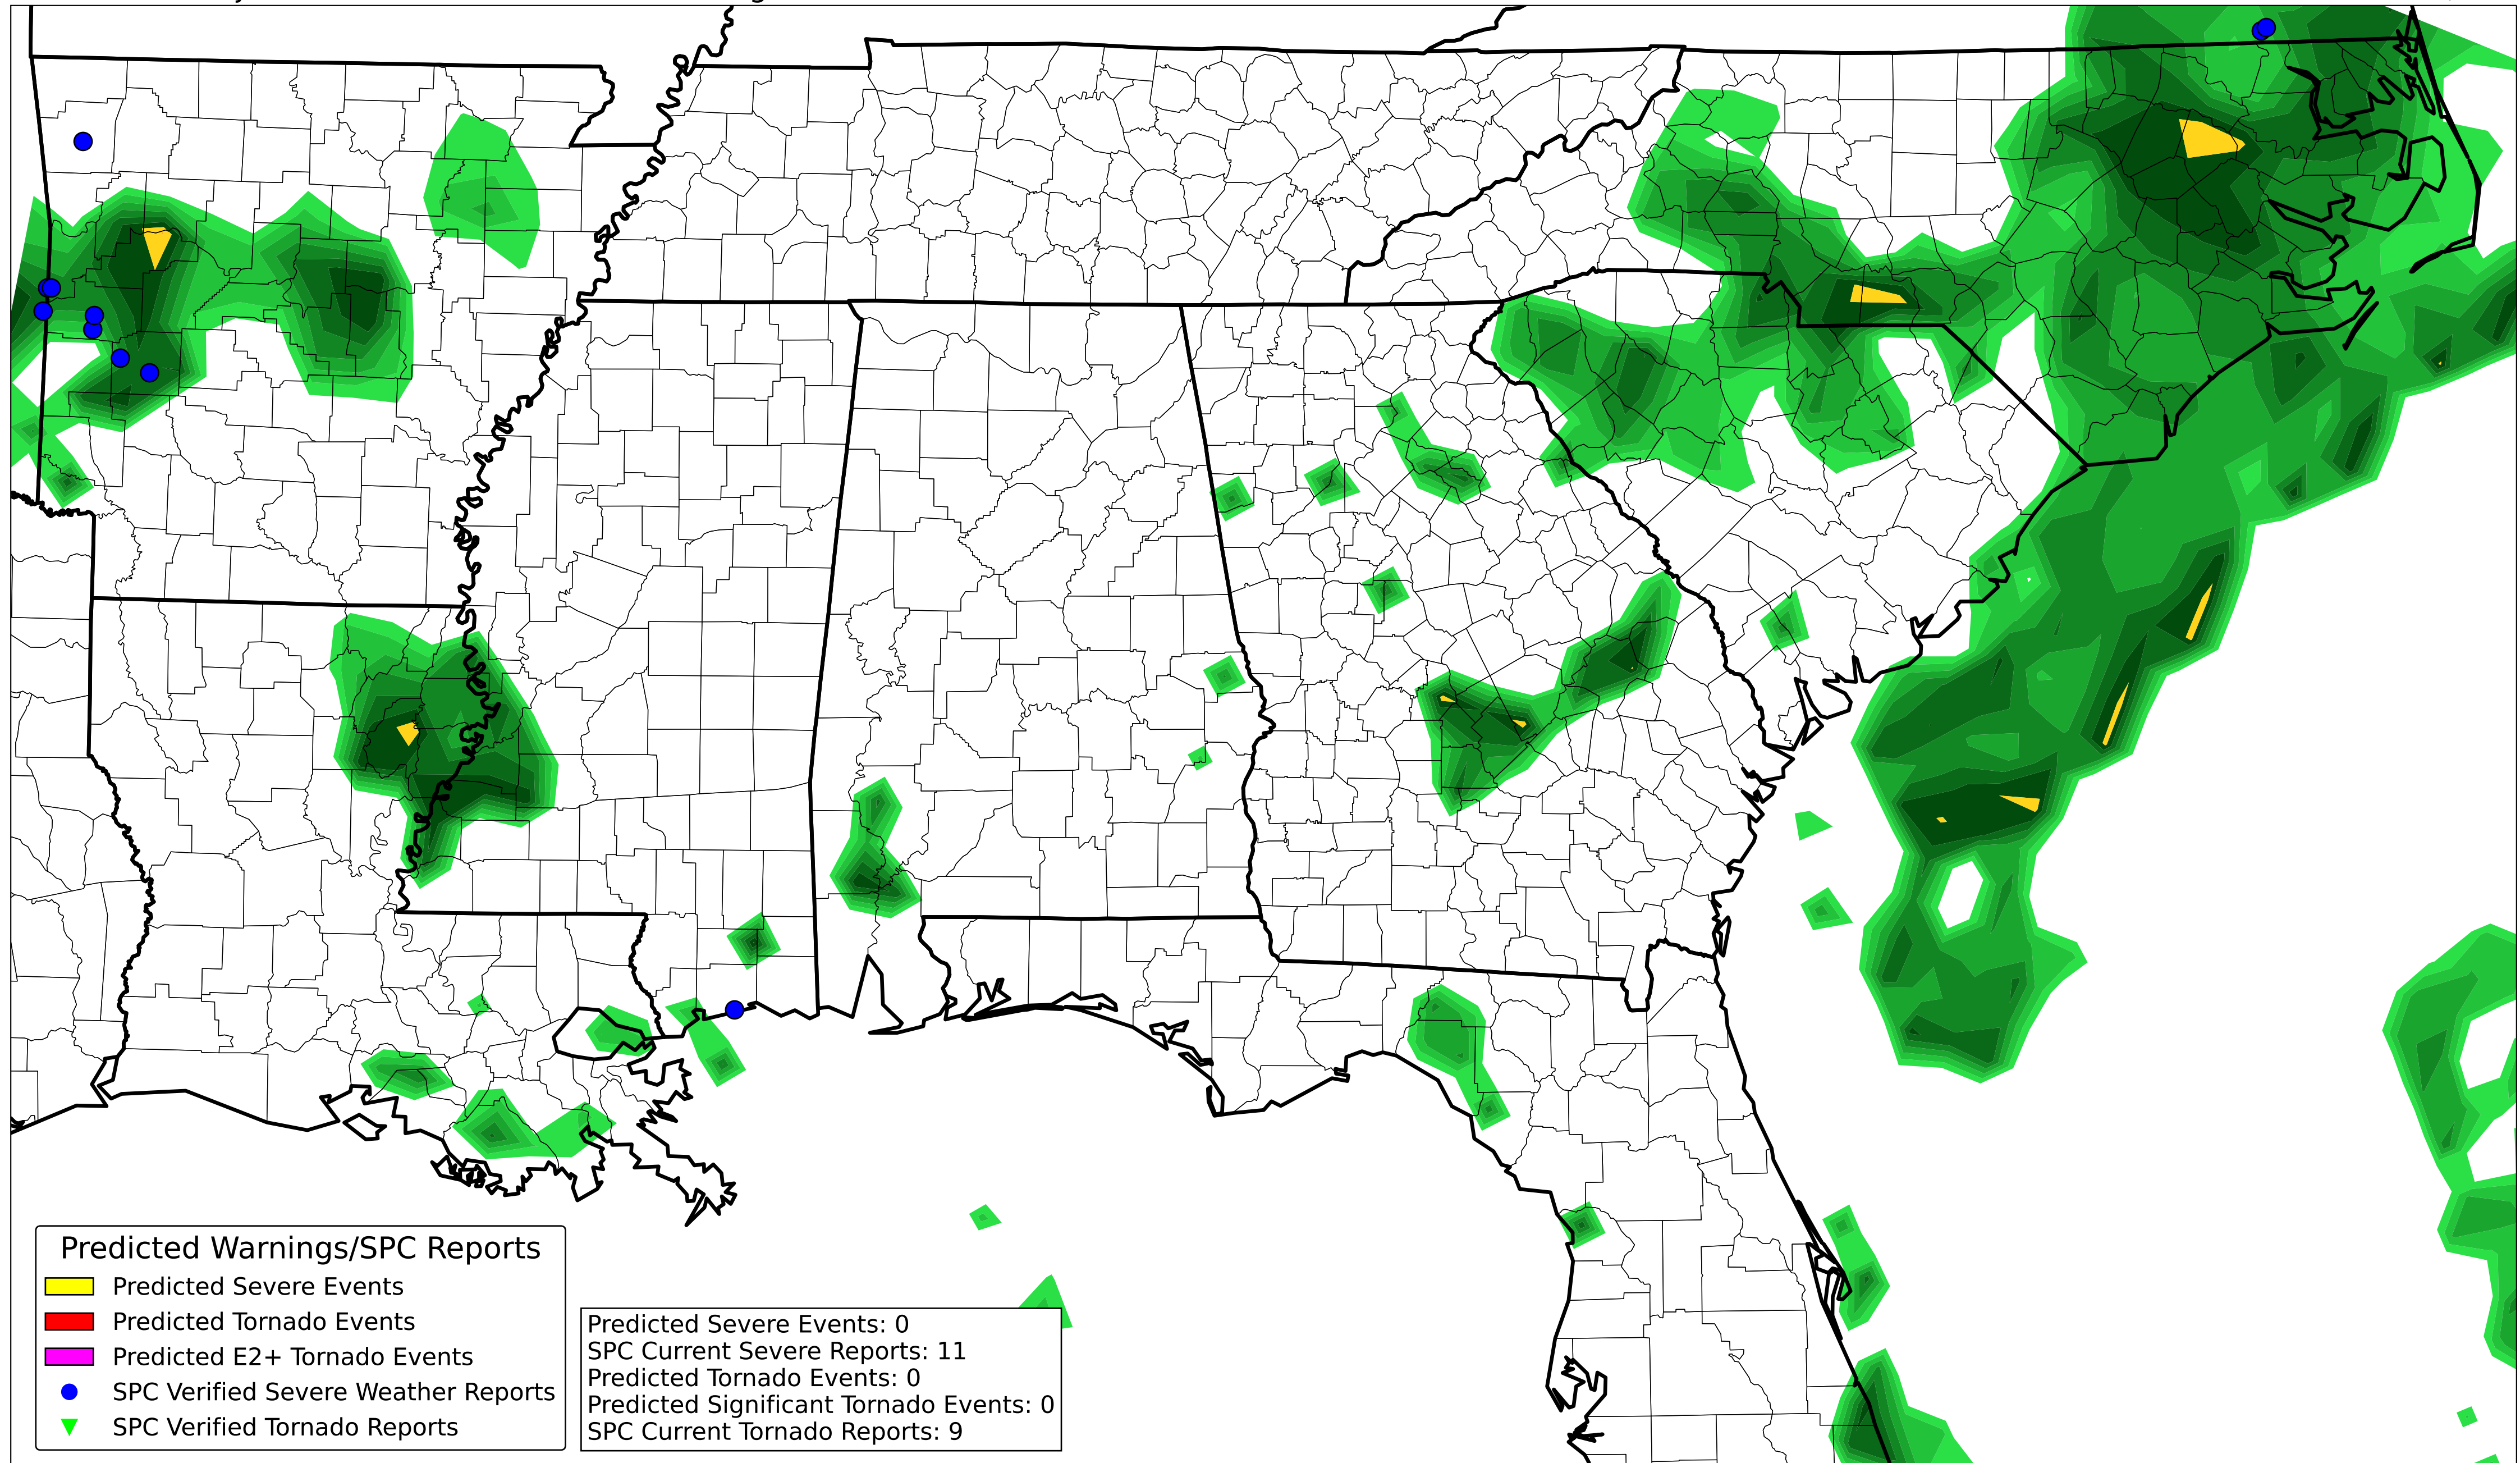 Predicted Warnings/SPC Reports
Predicted Severe Events
Predicted Tornado Events
Predicted E2+ Tornado Events
SPC Verified Severe Weather Reports
SPC Verified Tornado Reports
Predicted Severe Events: 0
SPC Current Severe Reports: 11
Predicted Tornado Events: 0
Predicted Significant Tornado Events: 0
SPC Current Tornado Reports: 9